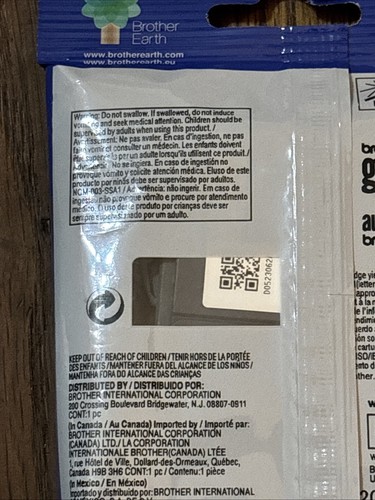 Brother
Earth
www.brotherearth.com
www.brotherearth.eu
Warning: Do not swallow. If swallowed, do not induce
vomiting and seek medical attention. Children should be
supervised by adults when using this product. /
Avertissement: Ne pas avaler. En cas d'ingestion, ne pas
faire vomir et consulter un médecin. Les enfants doivent
être supervisés par un adulte lorsqu'ils utilisent ce produit. /
No se ingiera. En caso de ingestión no
provoque vómito y solicite atención médica. El uso de este
producto por niños debe ser supervisado por adultos.
NOM-003-SSA1 / Advertência: não ingerir. Em caso de
ingestão não provoque vômito e procure por atendimento
médico. O uso deste produto por crianças deve ser
sempre supervisionado por um adulto.
D0523062
KEEP OUT OF REACH OF CHILDREN / TENIR HORS DE LA PORTÉE
DES ENFANTS / MANTENER FUERA DEL ALCANCE DE LOS NIÑOS /
MANTENHA FORA DO ALCANCE DAS CRIANÇAS
DISTRIBUTED BY / DISTRIBUIDO POR:
BROTHER INTERNATIONAL CORPORATION
200 Crossing Boulevard Bridgewater, N.J. 08807-0911
CONT:1 pc
(In Canada / Au Canada) Imported by / Importé par:
BROTHER INTERNATIONAL CORPORATION
(CANADA) LTD./ LA CORPORATION
INTERNATIONALE BROTHER(CANADA) LTÉE
1, rue Hôtel de Ville, Dollard-des-Ormeaux, Québec,
Canada H9B 3H6 CONT:1 pc / Contenu:1 pièce
(In Mexico / En México)
Importado y distribuido por: BROTHER INTERNATIONAL